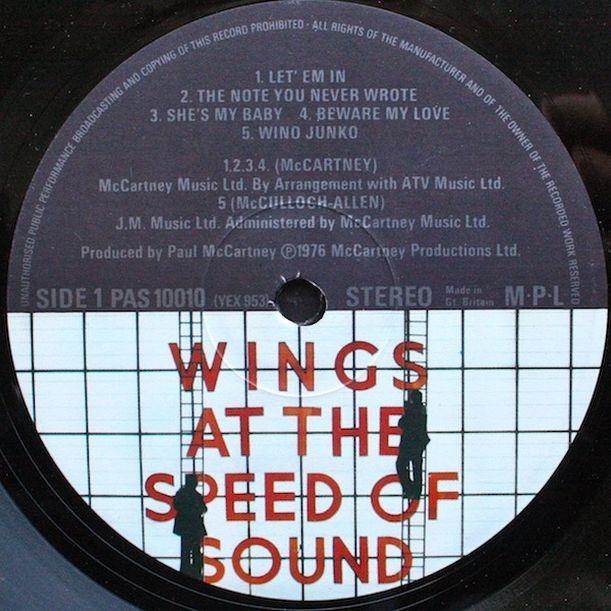 UNAUTHORISED PUBLIC PERFORMANCE BROADCASTING AND COPYING OF THIS RECORD PROHIBITED · ALL RIGHTS OF THE MANUFACTURER AND OF THE OWNER OF THE RECORDED WORK RESERVED
1. LET' EM IN
2. THE NOTE YOU NEVER WROTE
3. SHE'S MY BABY 4. BEWARE MY LOVE
5. WINO JUNKO
1.2.3.4. (McCARTNEY)
McCartney Music Ltd. By Arrangement with ATV Music Ltd.
5 (McCULLOCH-ALLEN)
J.M. Music Ltd. Administered by McCartney Music Ltd.
Produced by Paul McCartney ℗1976 McCartney Productions Ltd.
SIDE 1 PAS 10010 (YEX 953) STEREO Made in Gt. Britain M·P·L
WINGS
AT THE
SPEED OF
SOUND